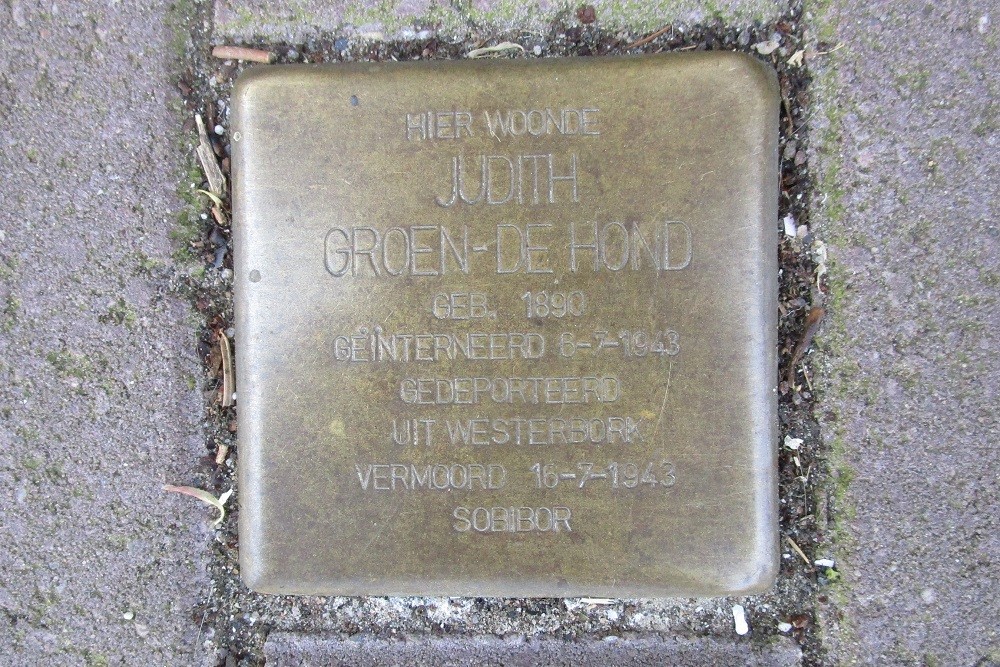 HIER WOONDE
JUDITH
GROEN-DE HOND
GEB. 1890
GEÏNTERNEERD 6-7-1943
GEDEPORTEERD
UIT WESTERBORK
VERMOORD 16-7-1943
SOBIBOR